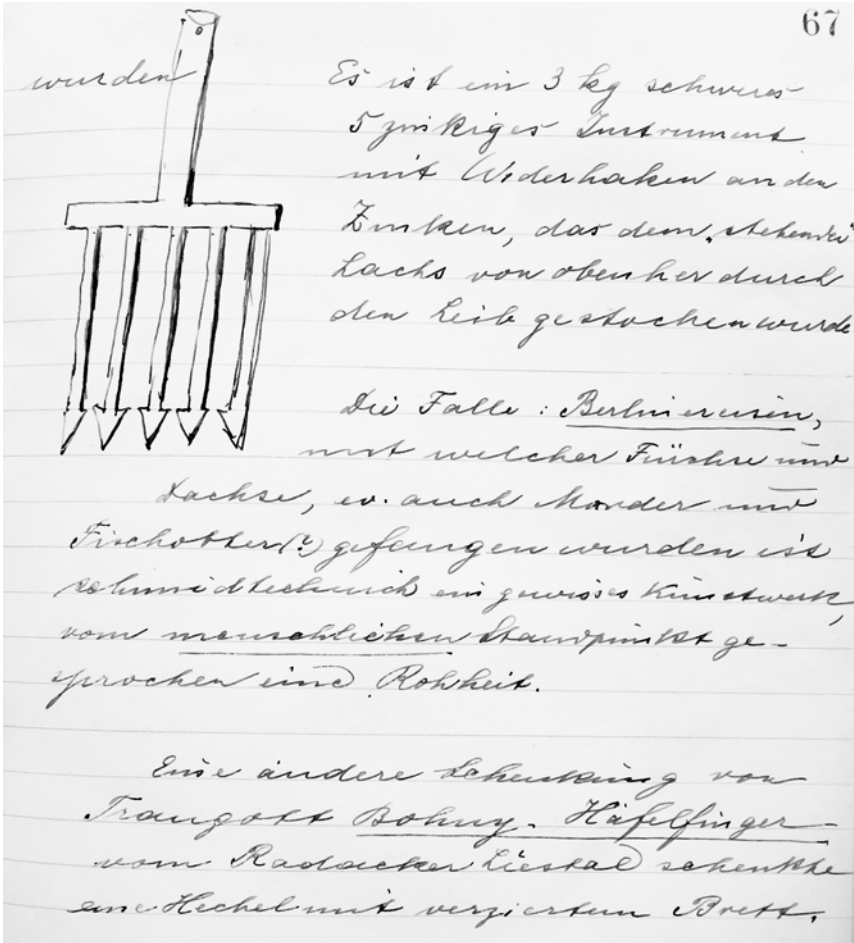 67
wurden
Es ist ein 3 kg schweres
5 zinkiges Instrument
mit Wiederhaken an den
Zinken, das dem „stehenden"
Lachs von oben her durch
den Leib gestochen wurde
Die Falle: Berlinereisen,
mit welcher Füchse und
Dachse, ev. auch Marder und
Fischotter (?) gefangen wurden ist
schmidtechnisch ein gewisses Kunstwerk,
vom menschlichen Standpunkt ge-
sprochen eine Rohheit.
Eine andere Schenkung von
Traugott Bohny-Häfelfinger
vom Radacker Liestal schenkte
eine Hechel mit verziertem Brett.